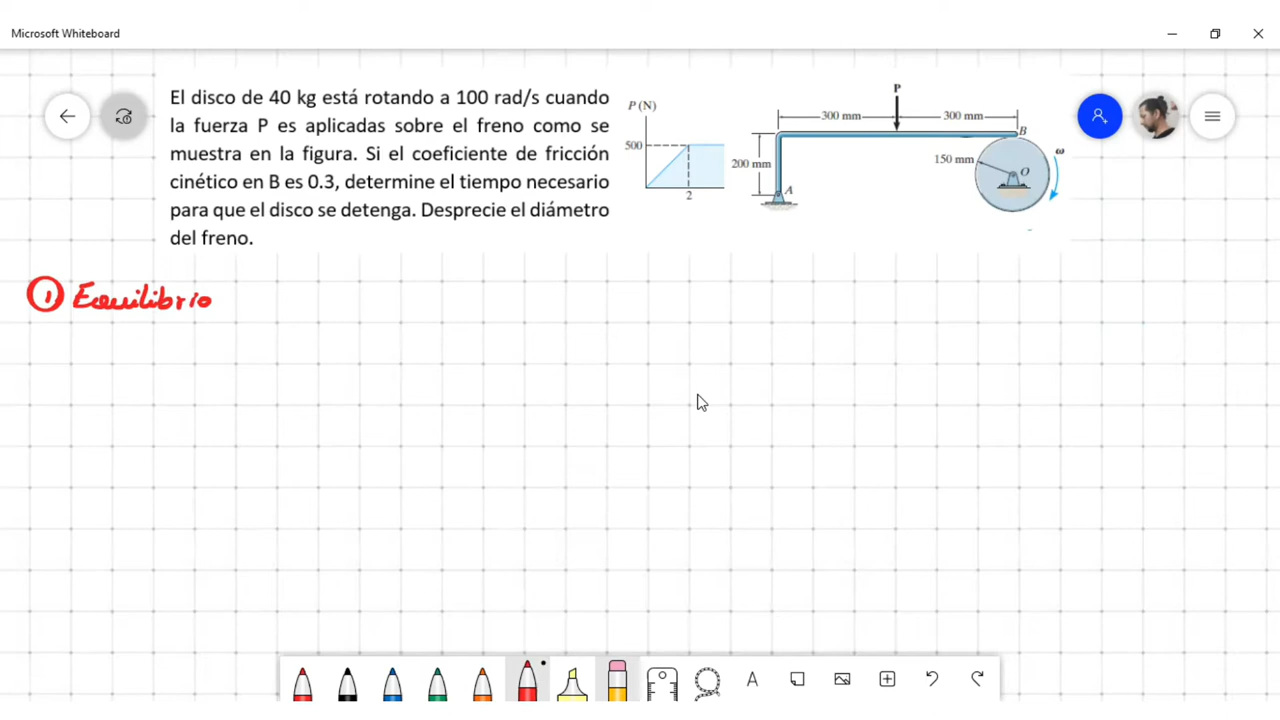 Microsoft Whiteboard
El disco de 40 kg está rotando a 100 rad/s cuando
la fuerza P es aplicadas sobre el freno como se
muestra en la figura. Si el coeficiente de fricción
cinético en B es 0.3, determine el tiempo necesario
para que el disco se detenga. Desprecie el diámetro
del freno.
P (N)
500
2
P
300 mm
300 mm
B
200 mm
150 mm
ω
O
A
1 Equilibrio
A